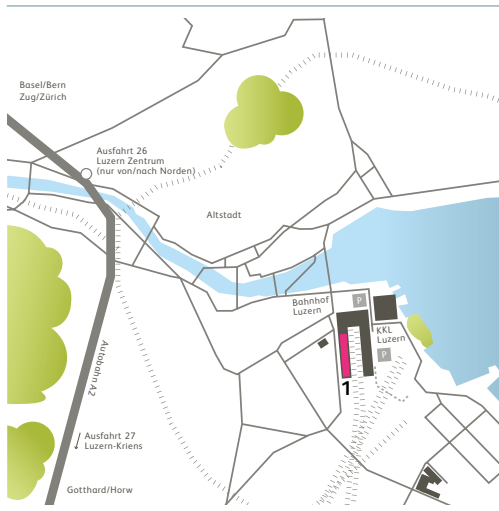 Basel/Bern
Zug/Zürich
Ausfahrt 26
Luzern Zentrum
(nur von/nach Norden)
Altstadt
Bahnhof
Luzern
P
KKL
Luzern
P
1
Autobahn A2
Ausfahrt 27
Luzern-Kriens
Gotthard/Horw